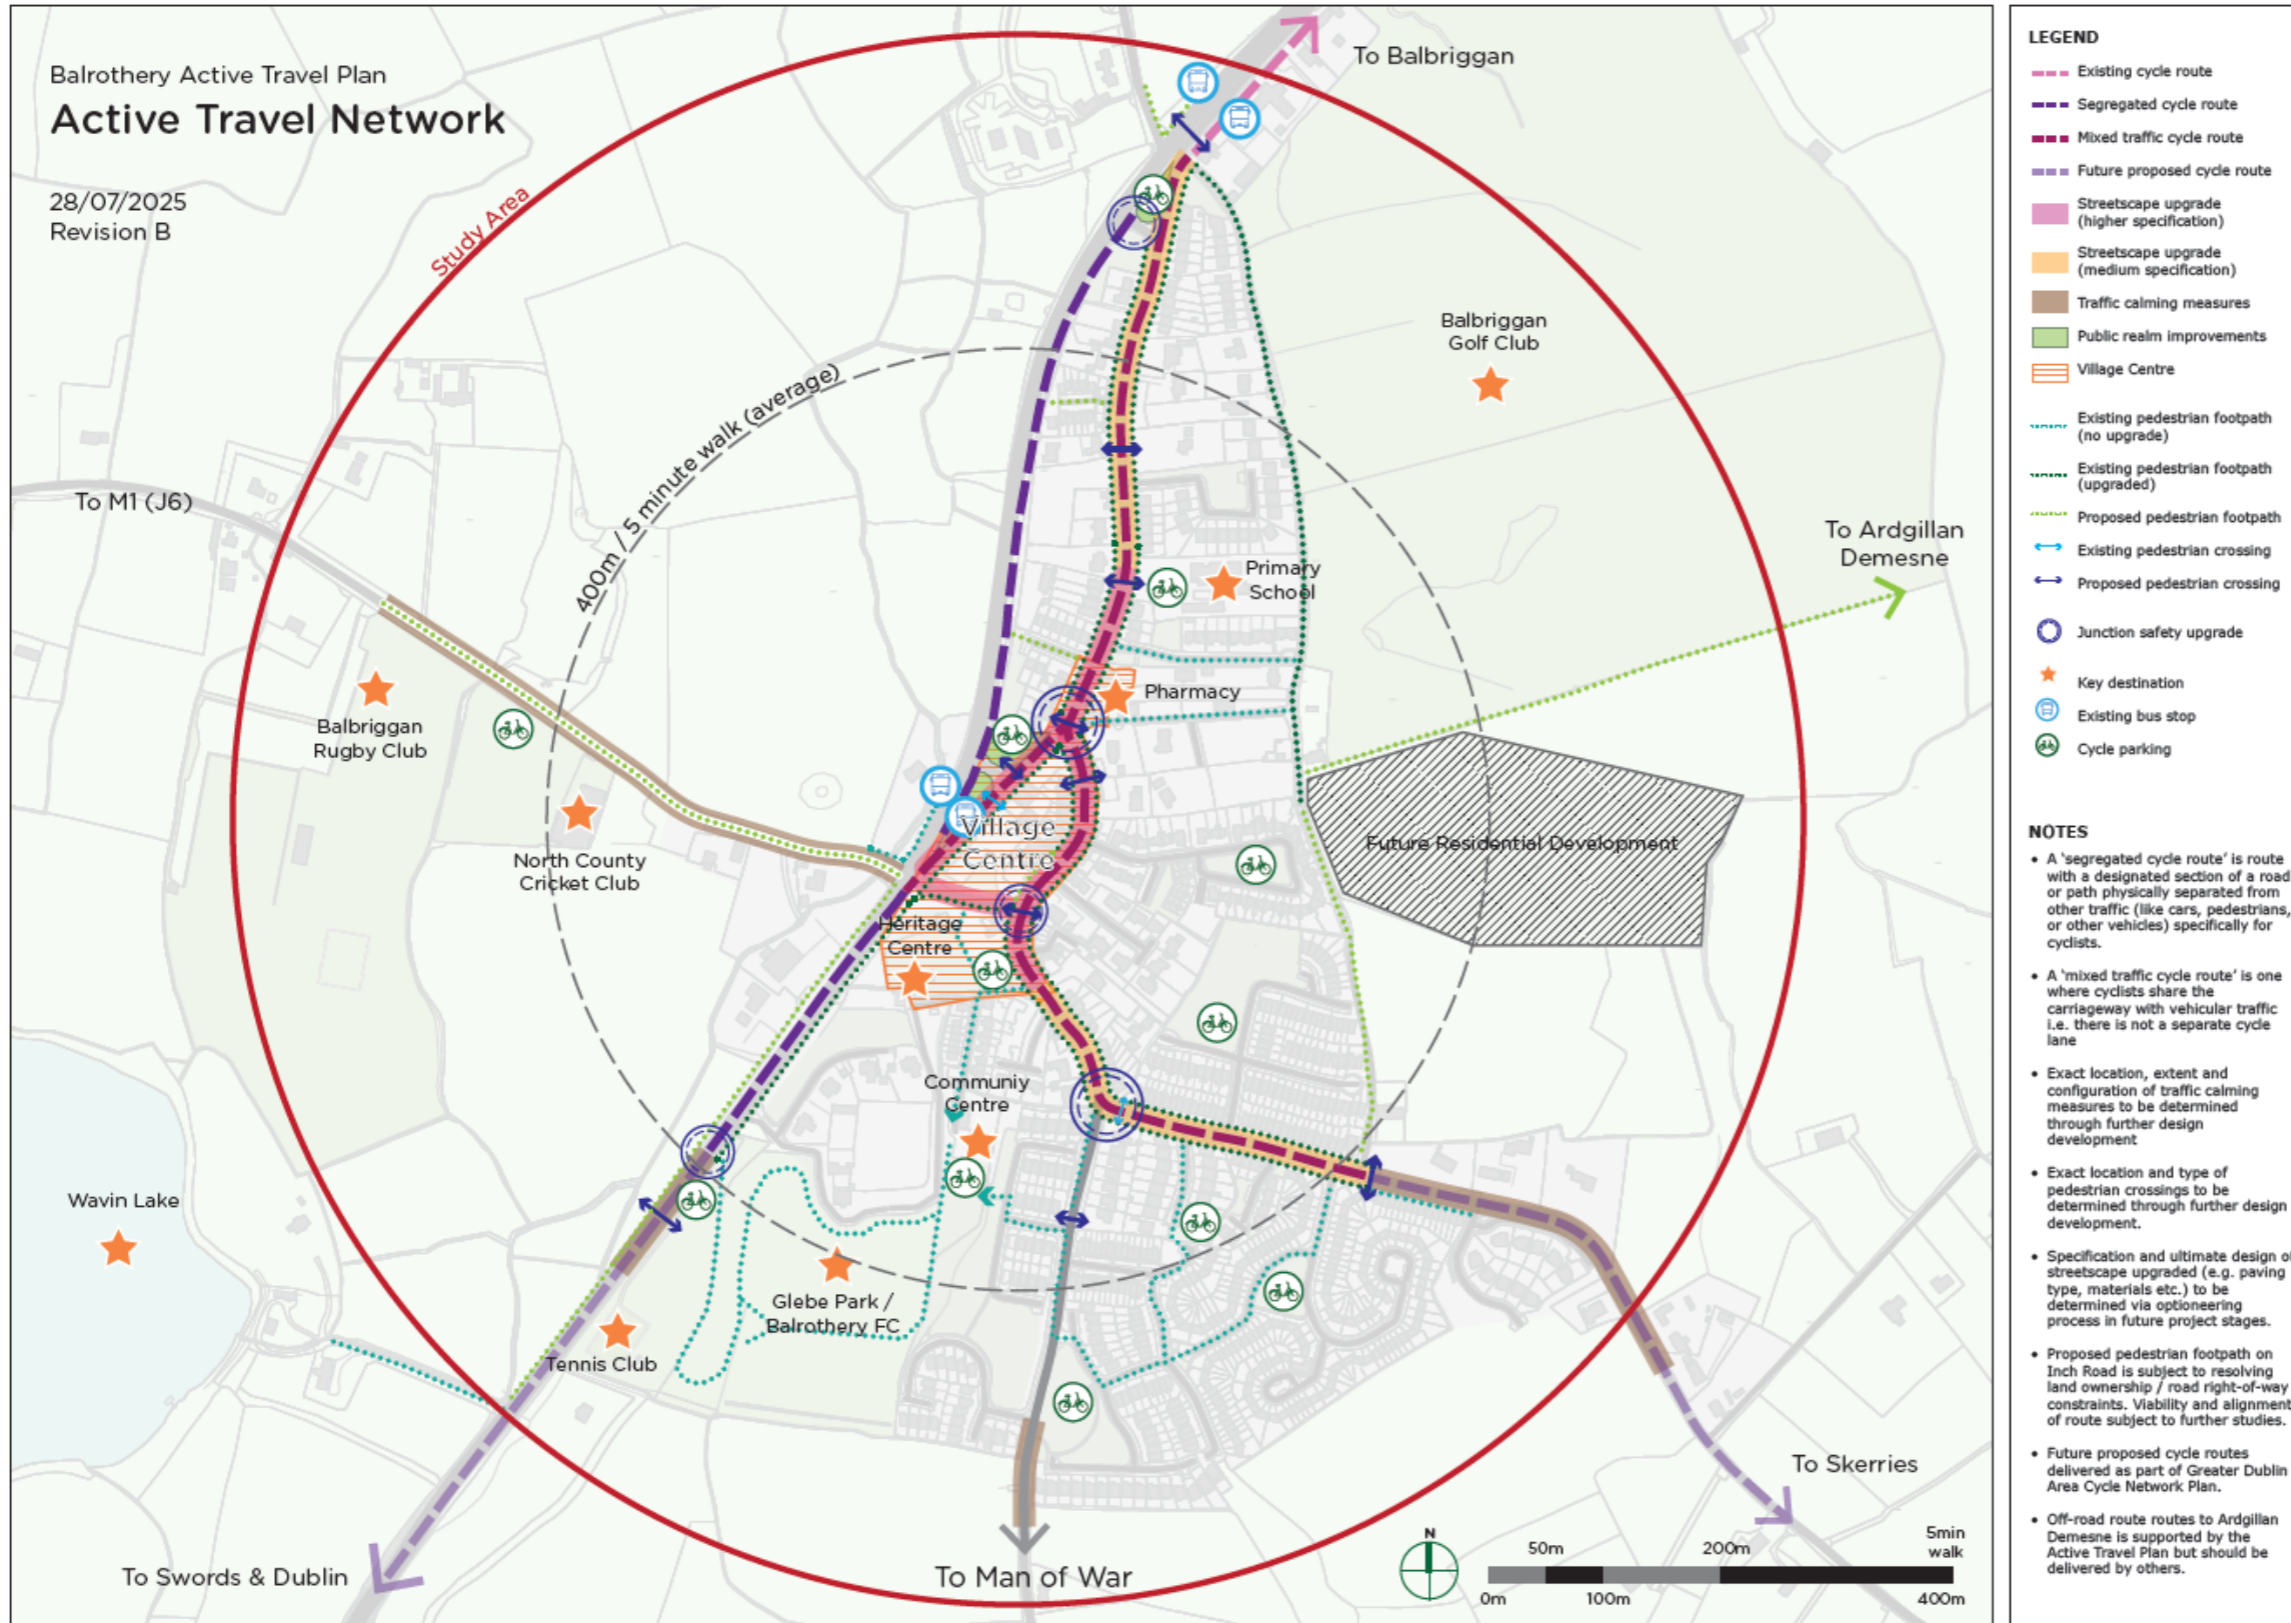 Balrothery Active Travel Plan
Active Travel Network
28/07/2025
Revision B
Study Area
400m / 5 minute walk (average)
To Balbriggan
Balbriggan
Golf Club
To M1 (J6)
To Ardgillan
Demesne
Primary
School
Pharmacy
Balbriggan
Rugby Club
North County
Cricket Club
Village
Centre
Future Residential Development
Heritage
Centre
Communiy
Centre
Wavin Lake
Glebe Park /
Balrothery FC
Tennis Club
To Skerries
To Swords & Dublin
To Man of War
N
50m
200m
5min
walk
0m
100m
400m
LEGEND
Existing cycle route
Segregated cycle route
Mixed traffic cycle route
Future proposed cycle route
Streetscape upgrade
(higher specification)
Streetscape upgrade
(medium specification)
Traffic calming measures
Public realm improvements
Village Centre
Existing pedestrian footpath
(no upgrade)
Existing pedestrian footpath
(upgraded)
Proposed pedestrian footpath
Existing pedestrian crossing
Proposed pedestrian crossing
Junction safety upgrade
Key destination
Existing bus stop
Cycle parking
NOTES
• A 'segregated cycle route' is route
with a designated section of a road
or path physically separated from
other traffic (like cars, pedestrians,
or other vehicles) specifically for
cyclists.
• A 'mixed traffic cycle route' is one
where cyclists share the
carriageway with vehicular traffic
i.e. there is not a separate cycle
lane
• Exact location, extent and
configuration of traffic calming
measures to be determined
through further design
development
• Exact location and type of
pedestrian crossings to be
determined through further design
development.
• Specification and ultimate design of
streetscape upgraded (e.g. paving
type, materials etc.) to be
determined via optioneering
process in future project stages.
• Proposed pedestrian footpath on
Inch Road is subject to resolving
land ownership / road right-of-way
constraints. Viability and alignment
of route subject to further studies.
• Future proposed cycle routes
delivered as part of Greater Dublin
Area Cycle Network Plan.
• Off-road route routes to Ardgillan
Demesne is supported by the
Active Travel Plan but should be
delivered by others.